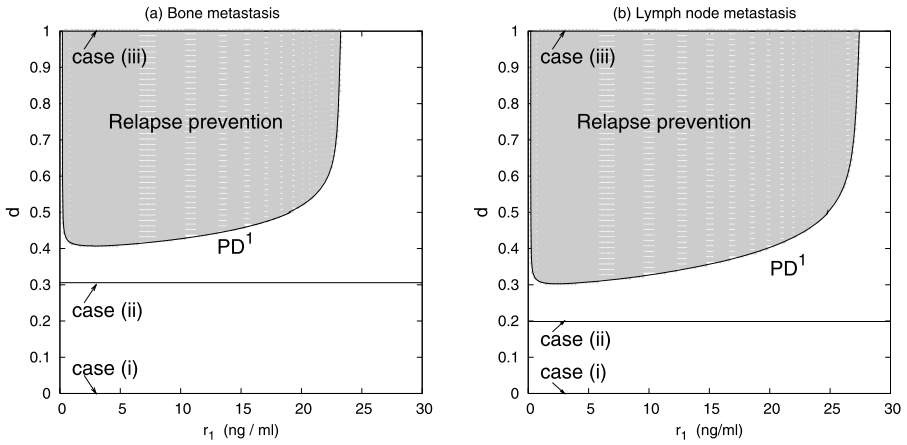 (a) Bone metastasis
1
0.9
0.8
0.7
0.6
0.5
0.4
0.3
0.2
0.1
0
d
case (iii)
Relapse prevention
PD1
case (ii)
case (i)
0 5 10 15 20 25 30
r1 (ng / ml)
(b) Lymph node metastasis
1
0.9
0.8
0.7
0.6
0.5
0.4
0.3
0.2
0.1
0
d
case (iii)
Relapse prevention
PD1
case (ii)
case (i)
0 5 10 15 20 25 30
r1 (ng/ml)